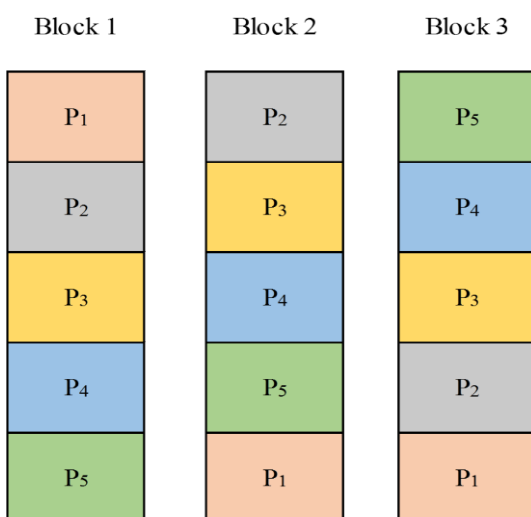 Block 1 Block 2 Block 3
P1 P2 P5
P2 P3 P4
P3 P4 P3
P4 P5 P2
P5 P1 P1